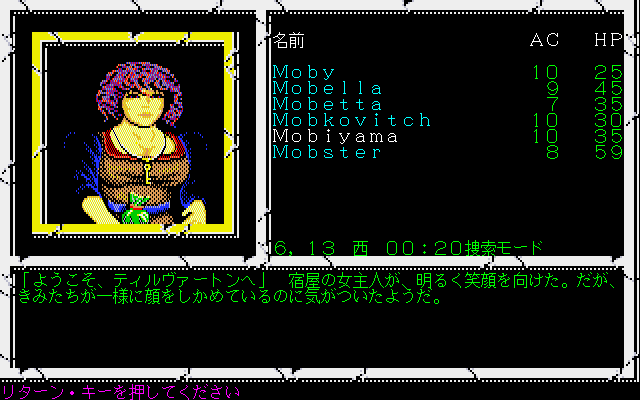 名前 AC HP
Moby 10 25
Mobella 9 45
Mobetta 7 35
Mobkovitch 10 30
Mobiyama 10 35
Mobster 8 59
6, 13 西 00:20捜索モード
「ようこそ、ティルヴァートンへ」 宿屋の女主人が、明るく笑顔を向けた。だが、
きみたちが一様に顔をしかめているのに気がついたようだ。
リターン・キーを押してください